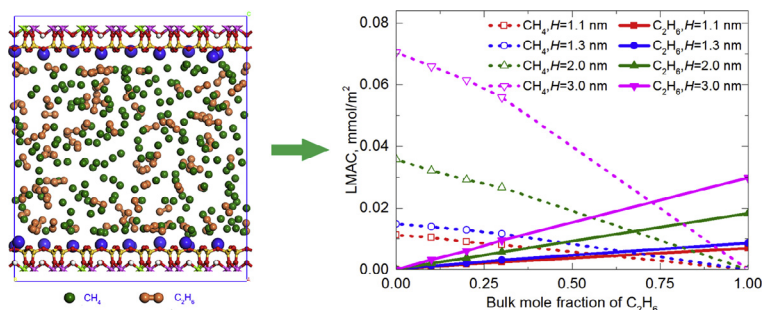 CH4 C2H6
LMAC, mmol/m2
0.08
0.06
0.04
0.02
0.00
CH4,H=1.1 nm C2H6,H=1.1 nm
CH4,H=1.3 nm C2H6,H=1.3 nm
CH4,H=2.0 nm C2H6,H=2.0 nm
CH4,H=3.0 nm C2H6,H=3.0 nm
0.00 0.25 0.50 0.75 1.00
Bulk mole fraction of C2H6